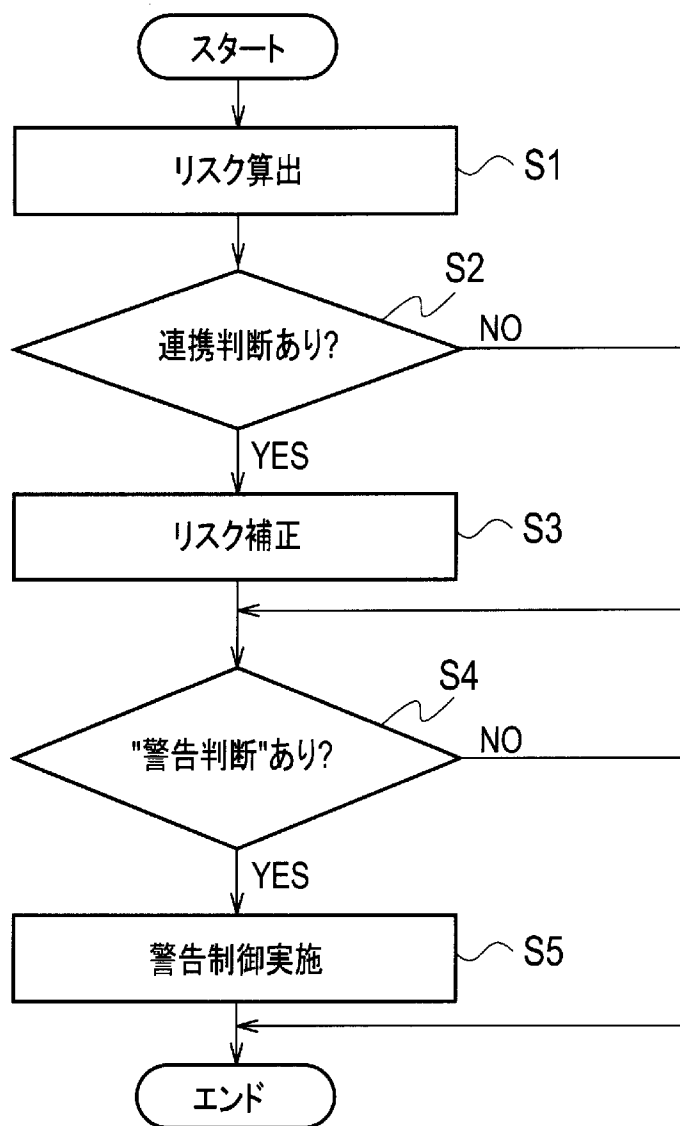 スタート
リスク算出
S1
連携判断あり?
S2
NO
YES
リスク補正
S3
"警告判断"あり?
S4
NO
YES
警告制御実施
S5
エンド